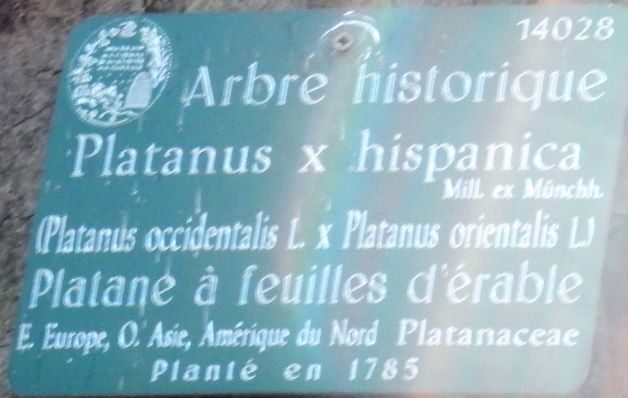 14028
Arbre historique
Platanus x hispanica
Mill. ex Münchh.
(Platanus occidentalis L. x Platanus orientalis L.)
Platane à feuilles d'érable
E. Europe, O. Asie, Amérique du Nord Platanaceae
Planté en 1785